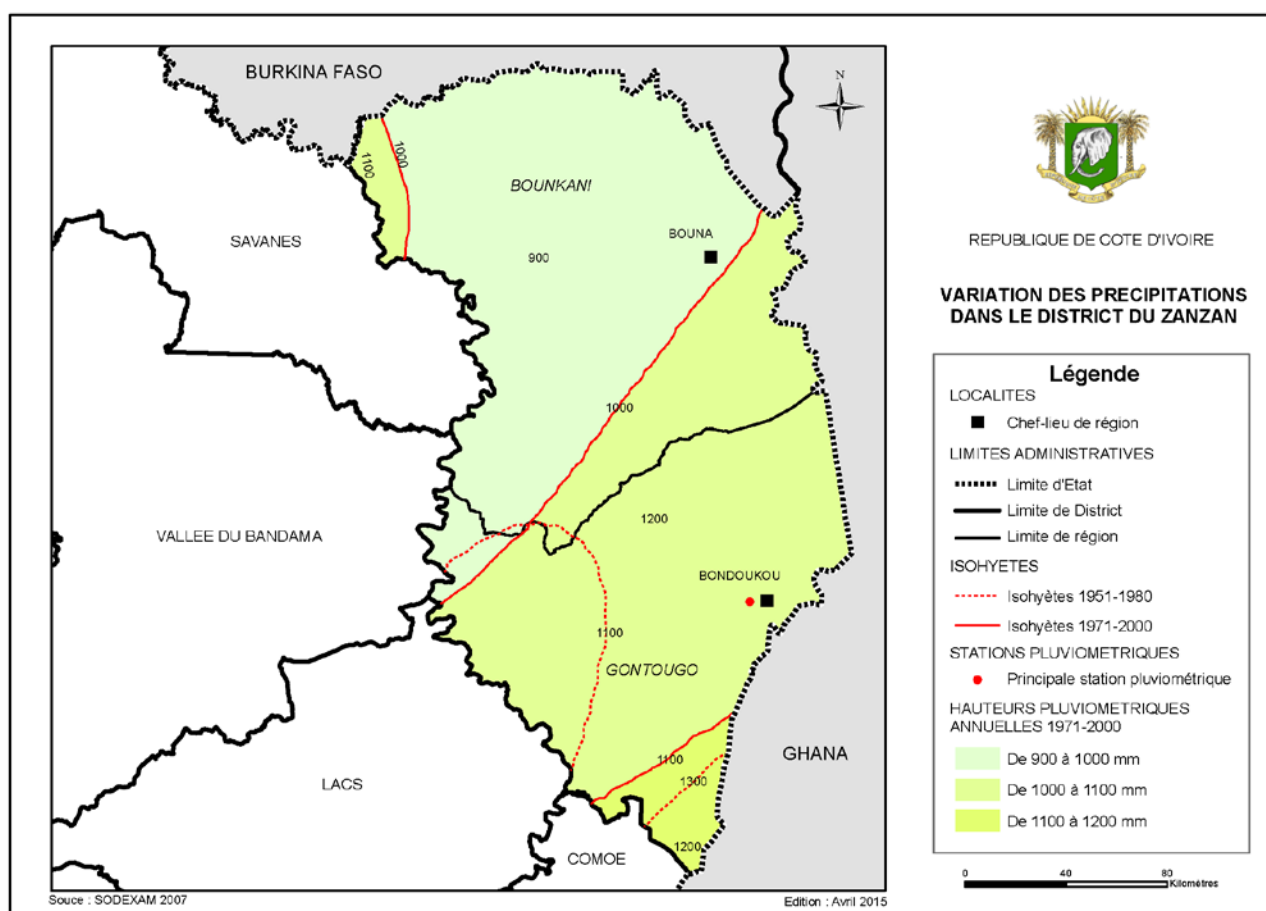 BURKINA FASO
N
1100
1000
BOUNKANI
SAVANES
BOUNA
900
1000
1200
VALLEE DU BANDAMA
BONDOUKOU
1100
GONTOUGO
1100
GHANA
1300
LACS
1200
COMOE
Souce : SODEXAM 2007
Edition : Avril 2015
REPUBLIQUE DE COTE D'IVOIRE
VARIATION DES PRECIPITATIONS
DANS LE DISTRICT DU ZANZAN
Légende
LOCALITES
Chef-lieu de région
LIMITES ADMINISTRATIVES
Limite d'Etat
Limite de District
Limite de région
ISOHYETES
Isohyètes 1951-1980
Isohyètes 1971-2000
STATIONS PLUVIOMETRIQUES
Principale station pluviométrique
HAUTEURS PLUVIOMETRIQUES
ANNUELLES 1971-2000
De 900 à 1000 mm
De 1000 à 1100 mm
De 1100 à 1200 mm
0 40 80
Kilomètres